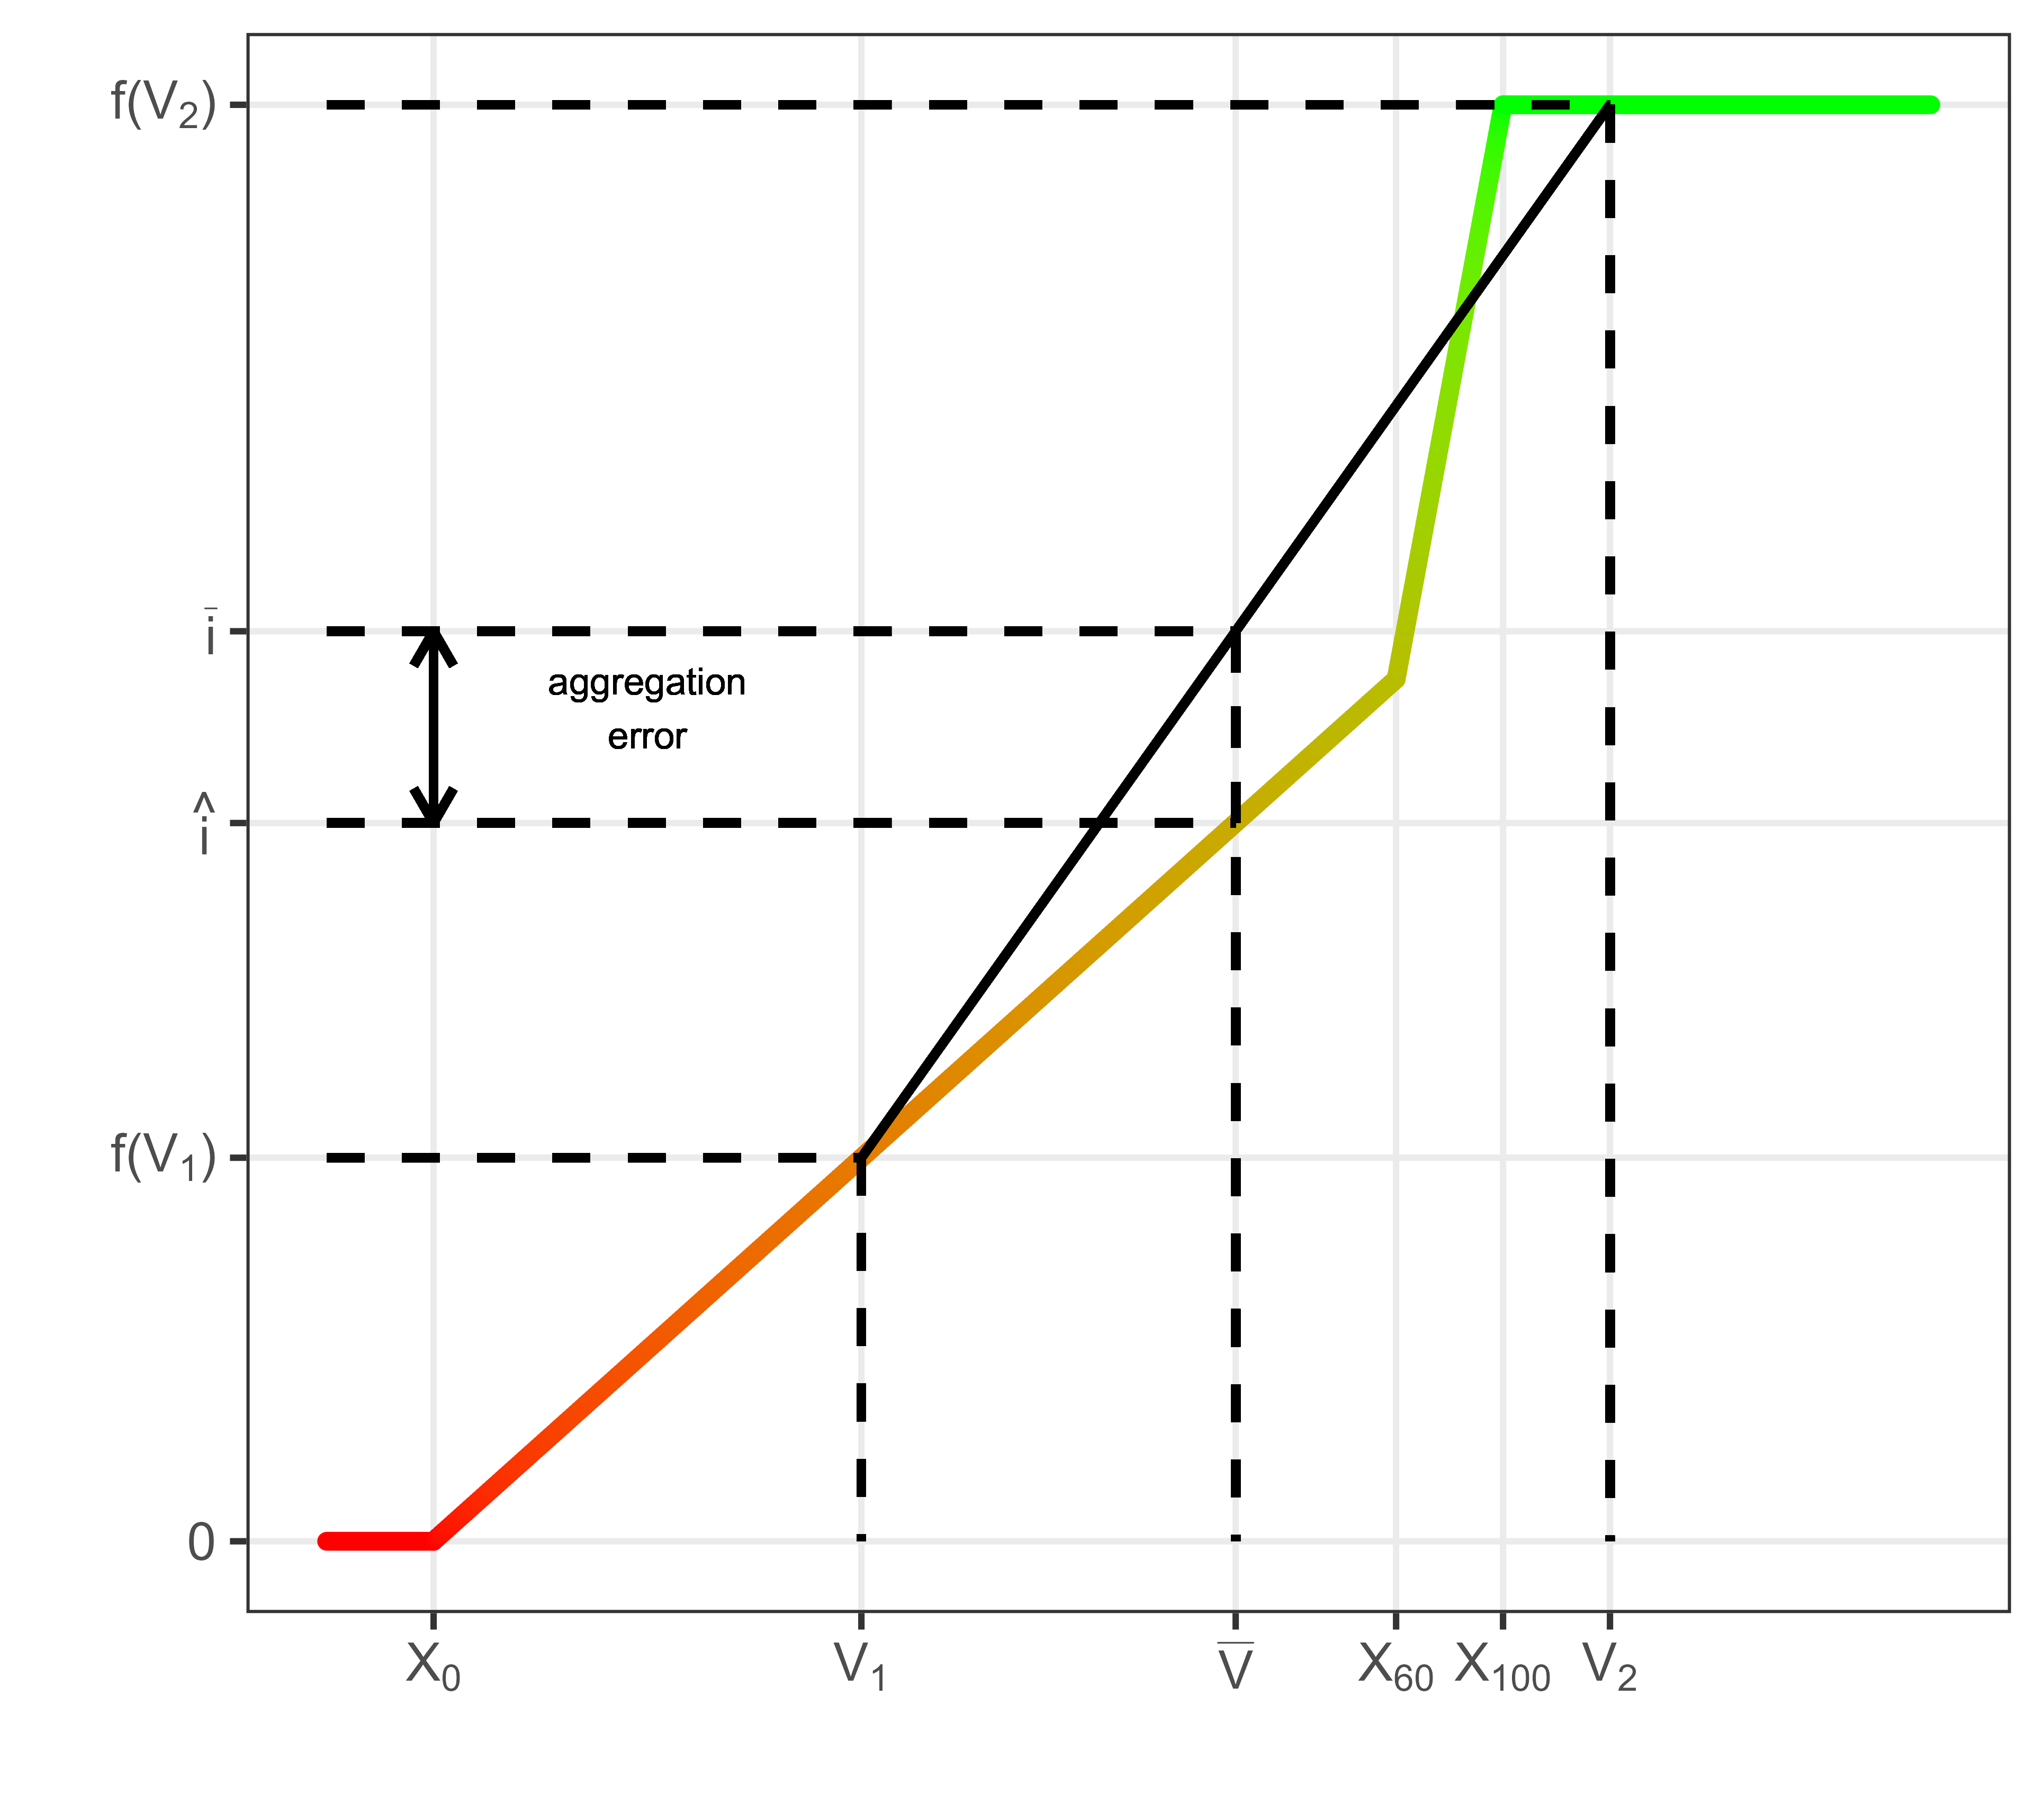 f(V₂)
i̅
aggregation
error
î
f(V₁)
0
X₀ V₁ V̅ X₆₀ X₁₀₀ V₂